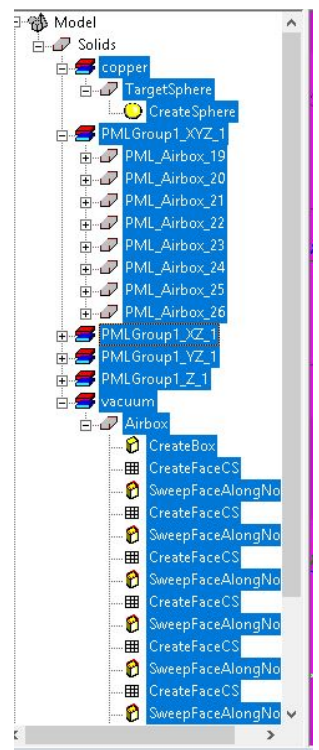 Model
Solids
copper
TargetSphere
CreateSphere
PMLGroup1_XYZ_1
PML_Airbox_19
PML_Airbox_20
PML_Airbox_21
PML_Airbox_22
PML_Airbox_23
PML_Airbox_24
PML_Airbox_25
PML_Airbox_26
PMLGroup1_XZ_1
PMLGroup1_YZ_1
PMLGroup1_Z_1
vacuum
Airbox
CreateBox
CreateFaceCS
SweepFaceAlongNo
CreateFaceCS
SweepFaceAlongNo
CreateFaceCS
SweepFaceAlongNo
CreateFaceCS
SweepFaceAlongNo
CreateFaceCS
SweepFaceAlongNo
CreateFaceCS
SweepFaceAlongNo